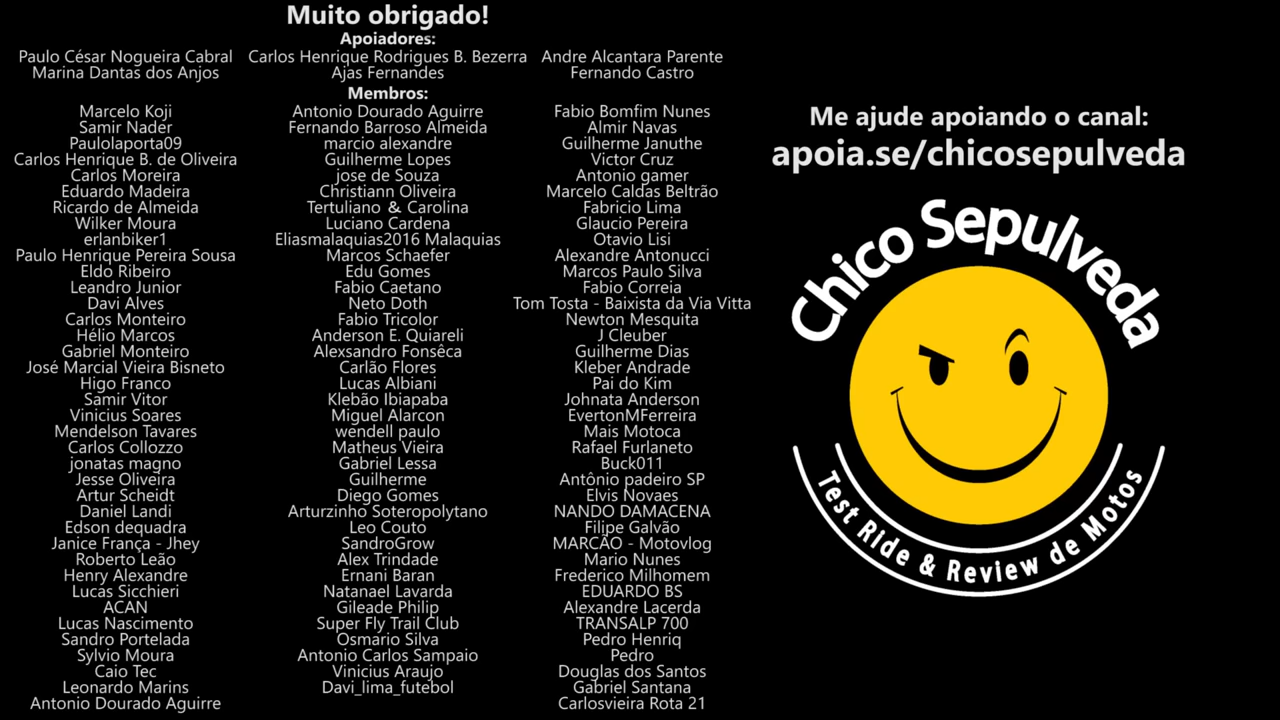 Muito obrigado!
Apoiadores:
Paulo César Nogueira Cabral
Marina Dantas dos Anjos
Carlos Henrique Rodrigues B. Bezerra
Ajas Fernandes
Andre Alcantara Parente
Fernando Castro
Membros:
Marcelo Koji
Samir Nader
Paulolaporta09
Carlos Henrique B. de Oliveira
Carlos Moreira
Eduardo Madeira
Ricardo de Almeida
Wilker Moura
erlanbiker1
Paulo Henrique Pereira Sousa
Eldo Ribeiro
Leandro Junior
Davi Alves
Carlos Monteiro
Hélio Marcos
Gabriel Monteiro
José Marcial Vieira Bisneto
Higo Franco
Samir Vitor
Vinicius Soares
Mendelson Tavares
Carlos Collozzo
jonatas magno
Jesse Oliveira
Artur Scheidt
Daniel Landi
Edson dequadra
Janice França - Jhey
Roberto Leão
Henry Alexandre
Lucas Sicchieri
ACAN
Lucas Nascimento
Sandro Portelada
Sylvio Moura
Caio Tec
Leonardo Marins
Antonio Dourado Aguirre
Antonio Dourado Aguirre
Fernando Barroso Almeida
marcio alexandre
Guilherme Lopes
jose de Souza
Christiann Oliveira
Tertuliano & Carolina
Luciano Cardena
Eliasmalaquias2016 Malaquias
Marcos Schaefer
Edu Gomes
Fabio Caetano
Neto Doth
Fabio Tricolor
Anderson E. Quiareli
Alexsandro Fonsêca
Carlão Flores
Lucas Albiani
Klebão Ibiapaba
Miguel Alarcon
wendell paulo
Matheus Vieira
Gabriel Lessa
Guilherme
Diego Gomes
Arturzinho Soteropolytano
Leo Couto
SandroGrow
Alex Trindade
Ernani Baran
Natanael Lavarda
Gileade Philip
Super Fly Trail Club
Osmario Silva
Antonio Carlos Sampaio
Vinicius Araujo
Davi_lima_futebol
Fabio Bomfim Nunes
Almir Navas
Guilherme Januthe
Victor Cruz
Antonio gamer
Marcelo Caldas Beltrão
Fabricio Lima
Glaucio Pereira
Otavio Lisi
Alexandre Antonucci
Marcos Paulo Silva
Fabio Correia
Tom Tosta - Baixista da Via Vitta
Newton Mesquita
J Cleuber
Guilherme Dias
Kleber Andrade
Pai do Kim
Johnata Anderson
EvertonMFerreira
Mais Motoca
Rafael Furlaneto
Buck011
Antônio padeiro SP
Elvis Novaes
NANDO DAMACENA
Filipe Galvão
MARCÃO - Motovlog
Mario Nunes
Frederico Milhomem
EDUARDO BS
Alexandre Lacerda
TRANSALP 700
Pedro Henriq
Pedro
Douglas dos Santos
Gabriel Santana
Carlosvieira Rota 21
Me ajude apoiando o canal:
apoia.se/chicosepulveda
Chico Sepulveda
Test Ride & Review de Motos